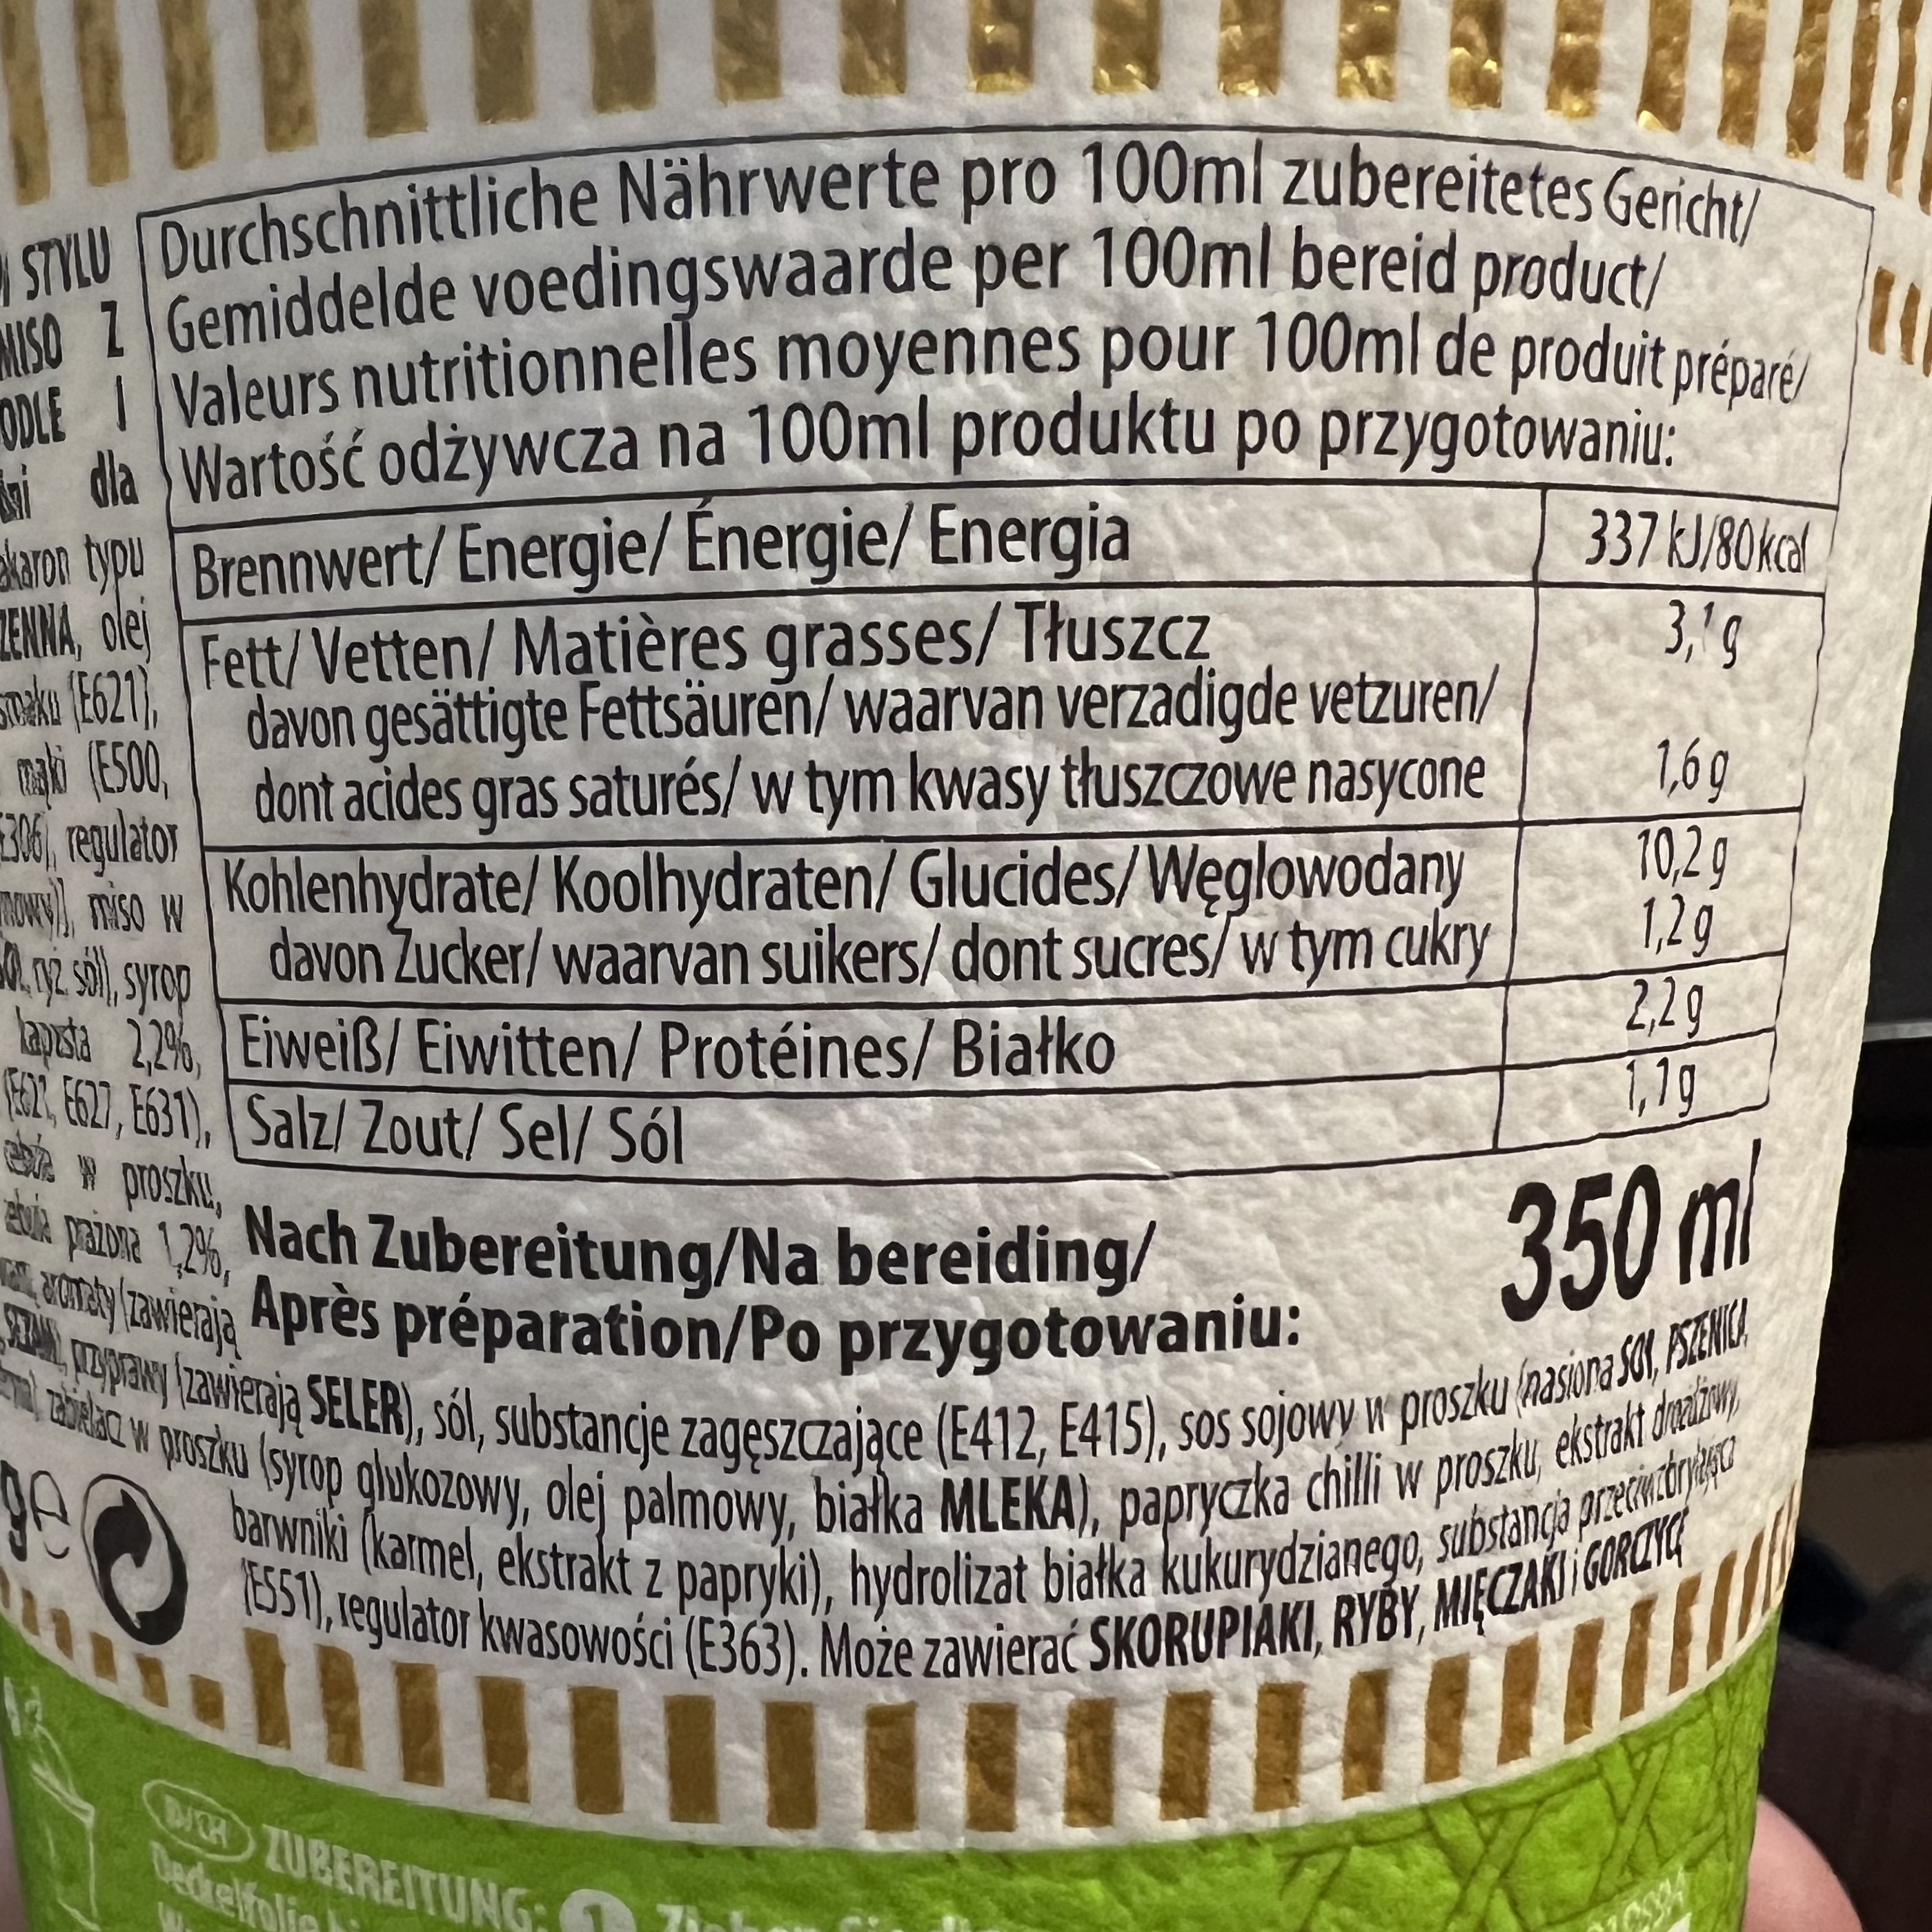 Durchschnittliche Nährwerte pro 100ml zubereitetes Gericht/
Gemiddelde voedingswaarde per 100ml bereid product/
Valeurs nutritionnelles moyennes pour 100ml de produit préparé/
Wartość odżywcza na 100ml produktu po przygotowaniu:
Brennwert/ Energie/ Énergie/ Energia 337 kJ/80kcal
Fett/ Vetten/ Matières grasses/ Tłuszcz 3,1 g
davon gesättigte Fettsäuren/ waarvan verzadigde vetzuren/
dont acides gras saturés/ w tym kwasy tłuszczowe nasycone 1,6 g
Kohlenhydrate/ Koolhydraten/ Glucides/ Węglowodany 10,2 g
davon Zucker/ waarvan suikers/ dont sucres/ w tym cukry 1,2 g
Eiweiß/ Eiwitten/ Protéines/ Białko 2,2 g
Salz/ Zout/ Sel/ Sól 1,1 g
Nach Zubereitung/Na bereiding/
Après préparation/Po przygotowaniu: 350 ml
STYLU
MISO Z
I
dla
typu
olej
(E621),
(E500,
regulator
miso w
ryż, sól), syrop
kapusta 2,2%,
E627, E631),
w proszku,
prażona 1,2%,
aromaty (zawierają
przyprawy (zawierają SELER), sól, substancje zagęszczające (E412, E415), sos sojowy w proszku (nasiona SOI, PSZENICA,
zabielacz w proszku (syrop glukozowy, olej palmowy, białka MLEKA), papryczka chilli w proszku, ekstrakt drożdżowy,
barwniki (karmel, ekstrakt z papryki), hydrolizat białka kukurydzianego, substancja przeciwzbrylająca
(E551), regulator kwasowości (E363). Może zawierać SKORUPIAKI, RYBY, MIĘCZAKI i GORCZYCĘ
g e
D/CH ZUBEREITUNG: 1
Deckelfolie